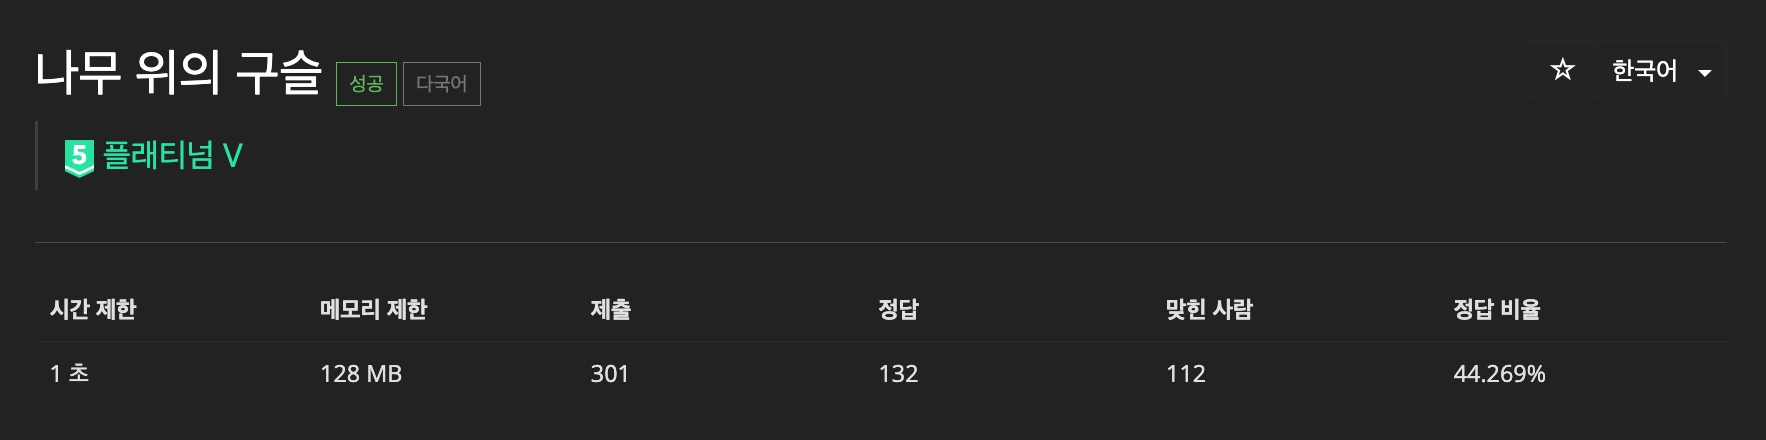 나무 위의 구슬 성공 다국어 ☆ 한국어
5 플래티넘 V
시간 제한 메모리 제한 제출 정답 맞힌 사람 정답 비율
1 초 128 MB 301 132 112 44.269%